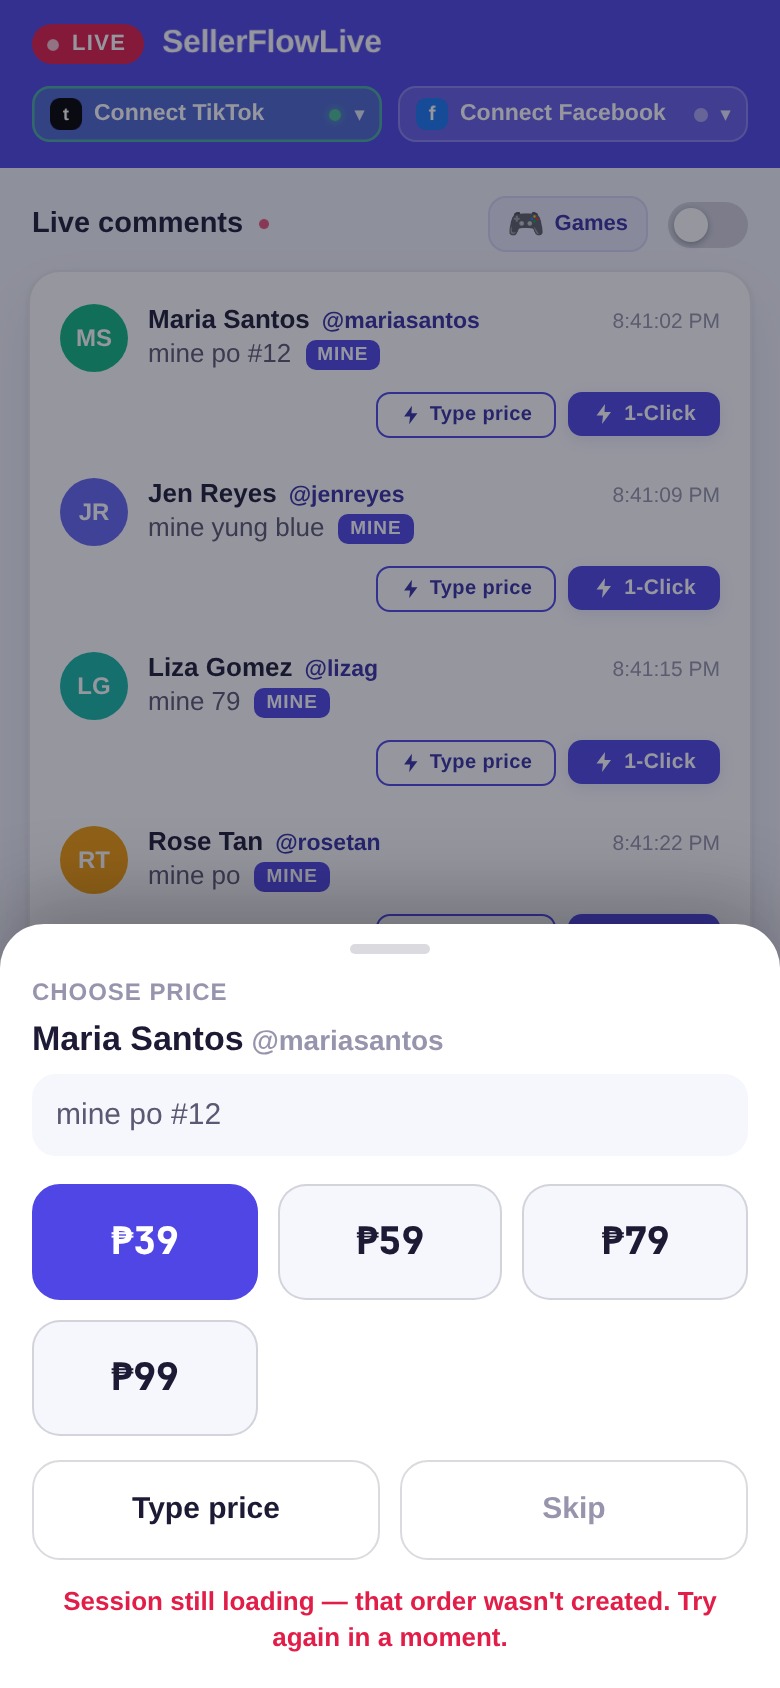 LIVE SellerFlowLive
t Connect TikTok ▾ f Connect Facebook ▾
Live comments Games
MS Maria Santos @mariasantos 8:41:02 PM
mine po #12 MINE
Type price 1-Click
JR Jen Reyes @jenreyes 8:41:09 PM
mine yung blue MINE
Type price 1-Click
LG Liza Gomez @lizag 8:41:15 PM
mine 79 MINE
Type price 1-Click
RT Rose Tan @rosetan 8:41:22 PM
mine po MINE
CHOOSE PRICE
Maria Santos @mariasantos
mine po #12
₱39 ₱59 ₱79
₱99
Type price Skip
Session still loading — that order wasn't created. Try
again in a moment.